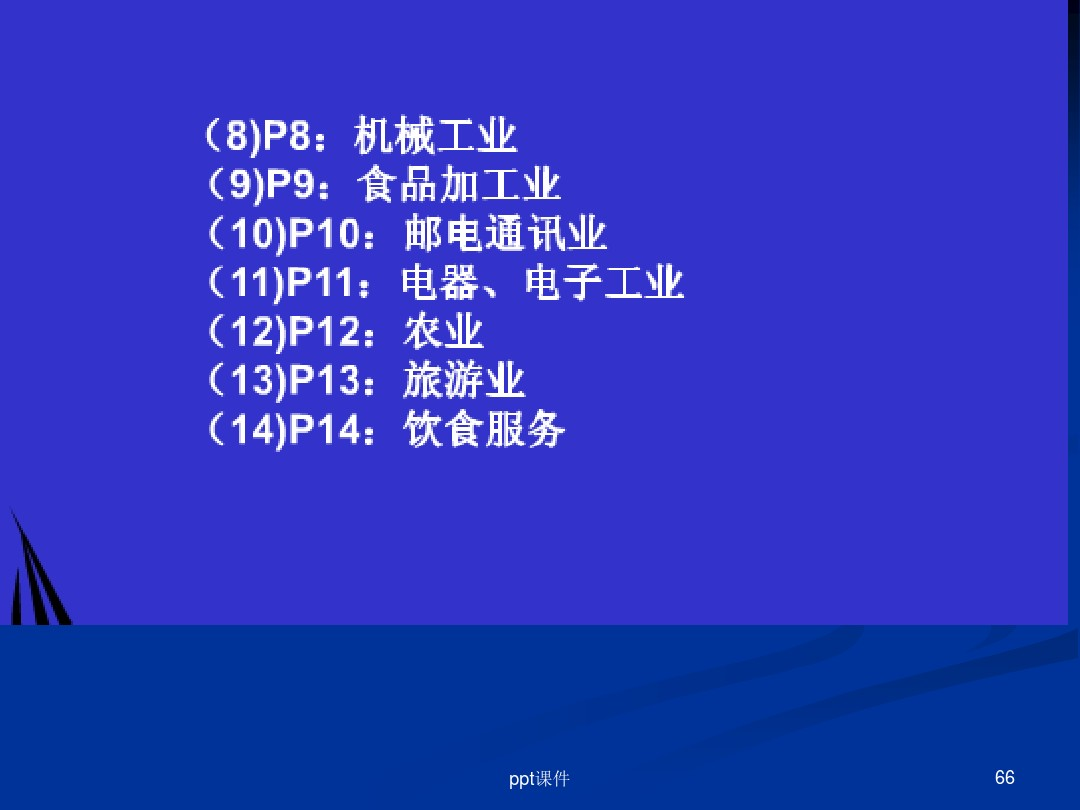 （8)P8：机械工业
（9)P9：食品加工业
（10)P10：邮电通讯业
（11)P11：电器、电子工业
（12)P12：农业
（13)P13：旅游业
（14)P14：饮食服务
ppt课件
66